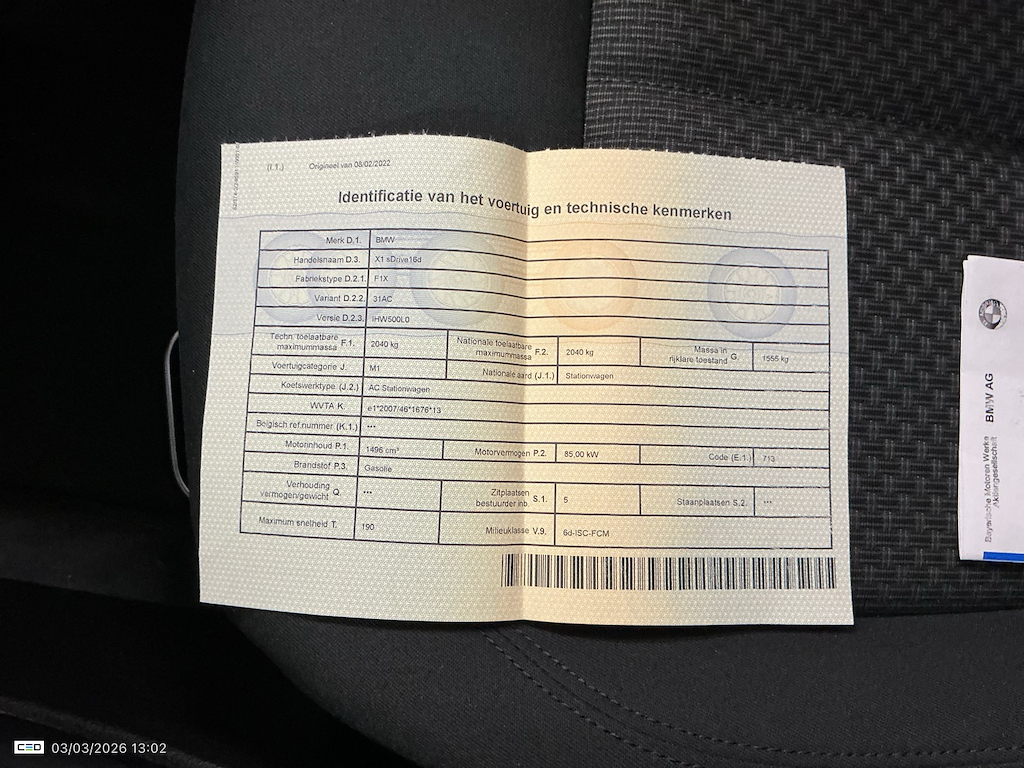 (I.1.) Origineel van 08/02/2022
Identificatie van het voertuig en technische kenmerken
Merk D.1. BMW
Handelsnaam D.3. X1 sDrive16d
Fabriekstype D.2.1. F1X
Variant D.2.2. 31AC
Versie D.2.3. IHW500L0
Techn. toelaatbare maximummassa F.1. 2040 kg Nationale toelaatbare maximummassa F.2. 2040 kg Massa in rijklare toestand G. 1555 kg
Voertuigcategorie J. M1 Nationale aard (J.1.) Stationwagen
Koetswerktype (J.2.) AC Stationwagen
WVTA K. e1*2007/46*1676*13
Belgisch ref.nummer (K.1.) ***
Motorinhoud P.1. 1496 cm³ Motorvermogen P.2. 85,00 kW Code (E.1.) 713
Brandstof P.3. Gasolie
Verhouding vermogen/gewicht Q. *** Zitplaatsen bestuurder inb. S.1. 5 Staanplaatsen S.2. ***
Maximum snelheid T. 190 Milieuklasse V.9. 6d-ISC-FCM
BMW AG
Bayerische Motoren Werke
Aktiengesellschaft
CEO 03/03/2026 13:02